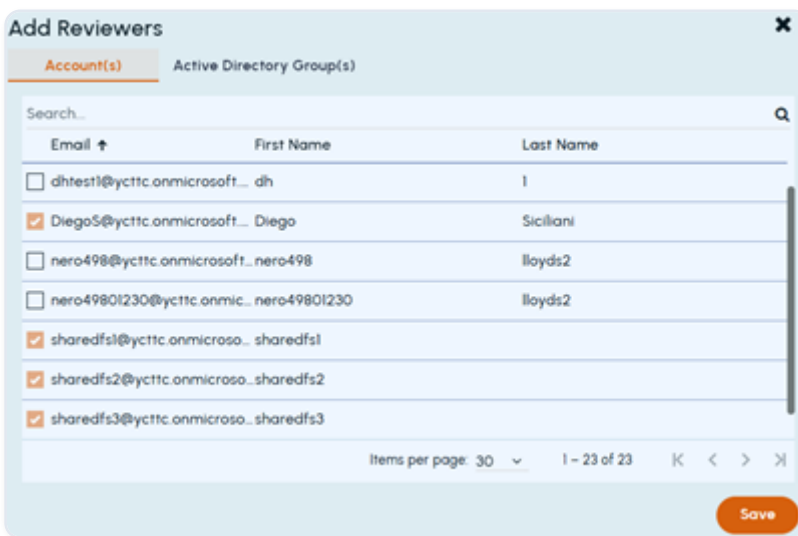 Add Reviewers
Account(s) Active Directory Group(s)
Search...
Email First Name Last Name
dhtest1@ycttc.onmicrosoft.... dh 1
DiegoS@ycttc.onmicrosoft.... Diego Siciliani
nero498@ycttc.onmicrosoft... nero498 lloyds2
nero49801230@ycttc.onmic... nero49801230 lloyds2
sharedfs1@ycttc.onmicroso... sharedfs1
sharedfs2@ycttc.onmicroso... sharedfs2
sharedfs3@ycttc.onmicroso... sharedfs3
Items per page: 30 1 – 23 of 23
Save